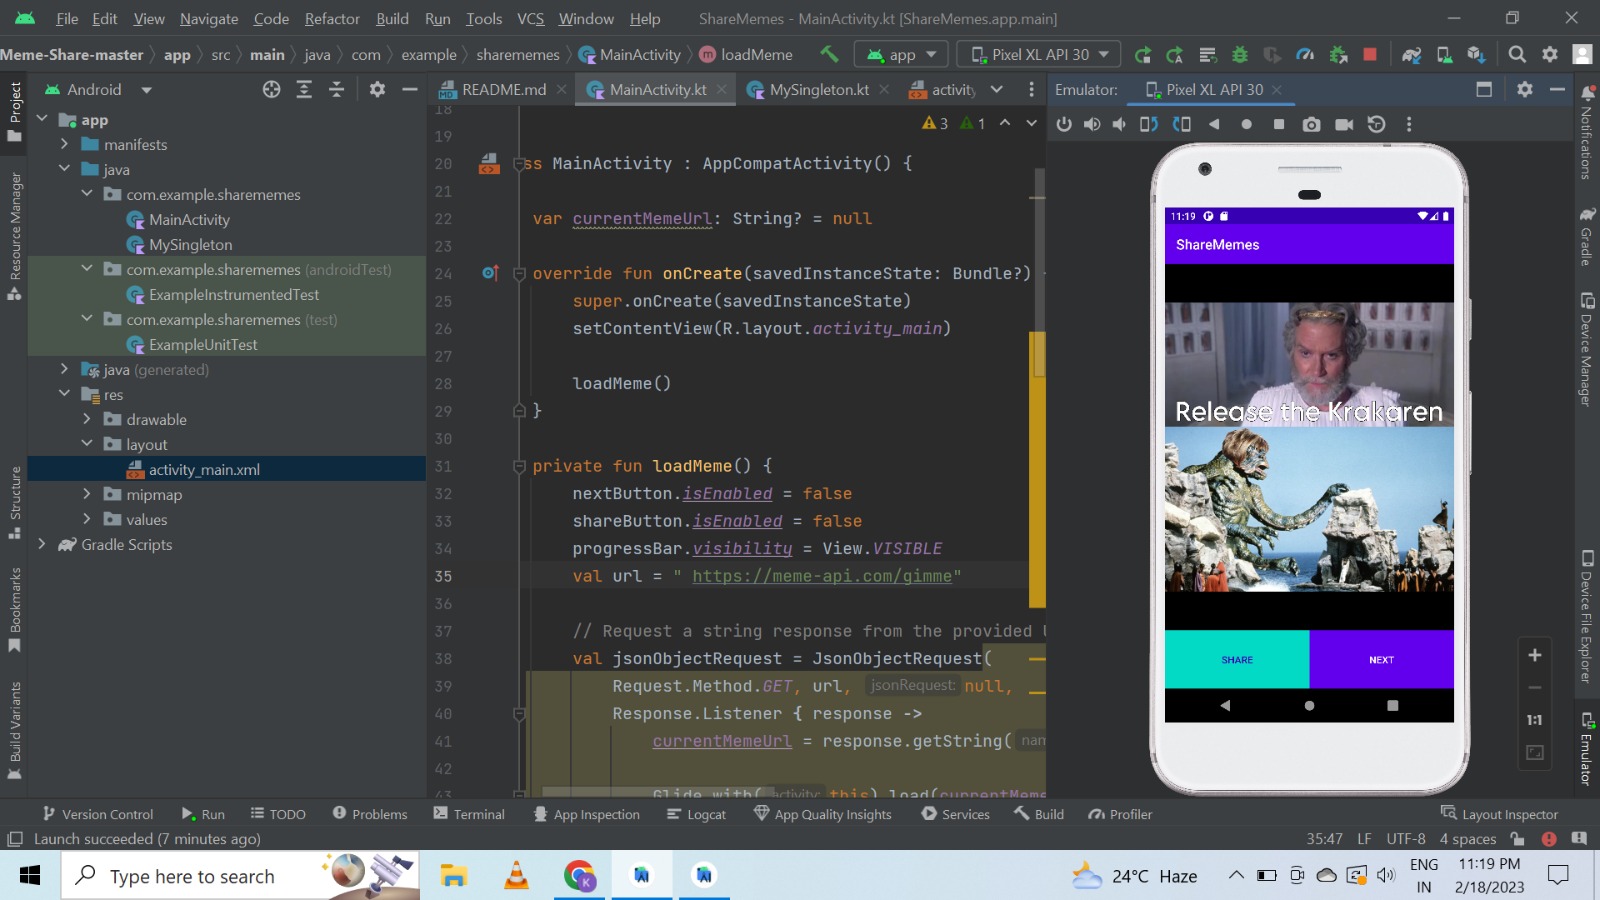 File Edit View Navigate Code Refactor Build Run Tools VCS Window Help ShareMemes - MainActivity.kt [ShareMemes.app.main]
Meme-Share-master app src main java com example sharememes MainActivity loadMeme app Pixel XL API 30
Project
Resource Manager
Structure
Bookmarks
Build Variants
Android
app
manifests
java
com.example.sharememes
MainActivity
MySingleton
com.example.sharememes (androidTest)
ExampleInstrumentedTest
com.example.sharememes (test)
ExampleUnitTest
java (generated)
res
drawable
layout
activity_main.xml
mipmap
values
Gradle Scripts
README.md MainActivity.kt MySingleton.kt activity
3 1
18
19
20 ss MainActivity : AppCompatActivity() {
21
22 var currentMemeUrl: String? = null
23
24 override fun onCreate(savedInstanceState: Bundle?)
25 super.onCreate(savedInstanceState)
26 setContentView(R.layout.activity_main)
27
28 loadMeme()
29 }
30
31 private fun loadMeme() {
32 nextButton.isEnabled = false
33 shareButton.isEnabled = false
34 progressBar.visibility = View.VISIBLE
35 val url = " https://meme-api.com/gimme"
36
37 // Request a string response from the provided U
38 val jsonObjectRequest = JsonObjectRequest(
39 Request.Method.GET, url, jsonRequest: null,
40 Response.Listener { response ->
41 currentMemeUrl = response.getString( nam
42
43 Glide.with( activity: this).load(currentMeme
Emulator: Pixel XL API 30
11:19
ShareMemes
Release the Krakaren
SHARE NEXT
1:1
Notifications
Gradle
Device Manager
Device File Explorer
Emulator
Version Control Run TODO Problems Terminal App Inspection Logcat App Quality Insights Services Build Profiler Layout Inspector
Launch succeeded (7 minutes ago) 35:47 LF UTF-8 4 spaces
Type here to search
K
24°C Haze
ENG
IN
11:19 PM
2/18/2023